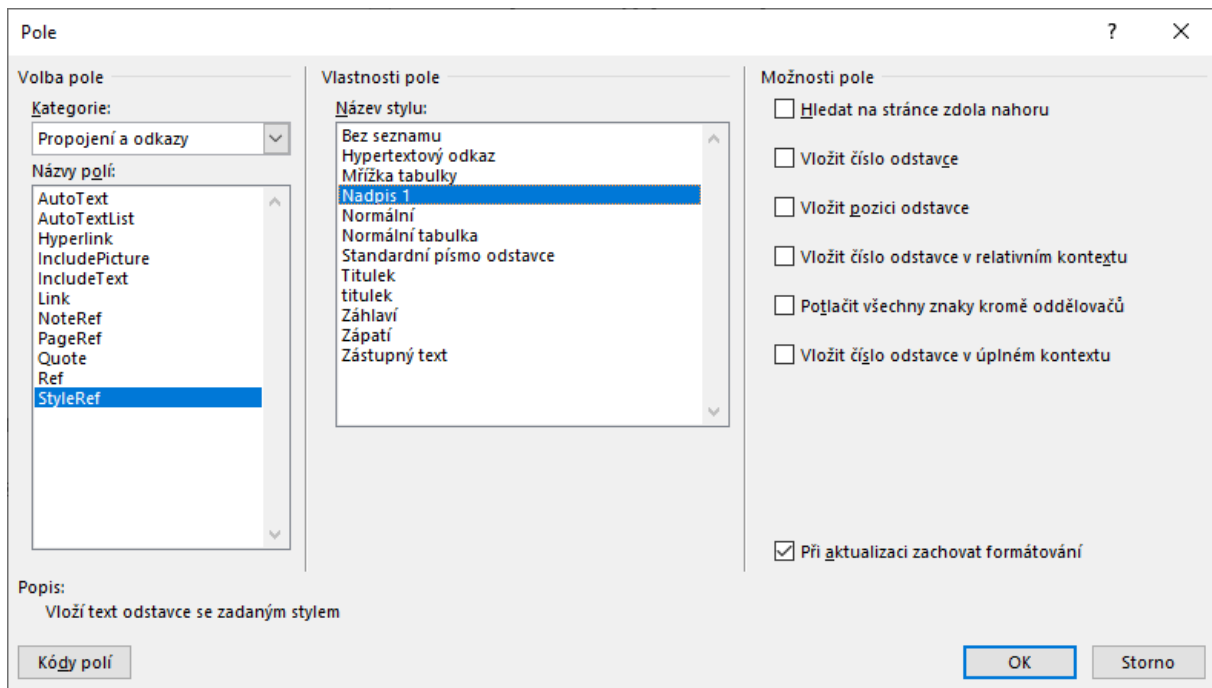 Pole
?
Volba pole
Kategorie:
Propojení a odkazy
Názvy polí:
AutoText
AutoTextList
Hyperlink
IncludePicture
IncludeText
Link
NoteRef
PageRef
Quote
Ref
StyleRef
Vlastnosti pole
Název stylu:
Bez seznamu
Hypertextový odkaz
Mřížka tabulky
Nadpis 1
Normální
Normální tabulka
Standardní písmo odstavce
Titulek
titulek
Záhlaví
Zápatí
Zástupný text
Možnosti pole
Hledat na stránce zdola nahoru
Vložit číslo odstavce
Vložit pozici odstavce
Vložit číslo odstavce v relativním kontextu
Potlačit všechny znaky kromě oddělovačů
Vložit číslo odstavce v úplném kontextu
Při aktualizaci zachovat formátování
Popis:
Vloží text odstavce se zadaným stylem
Kódy polí
OK
Storno